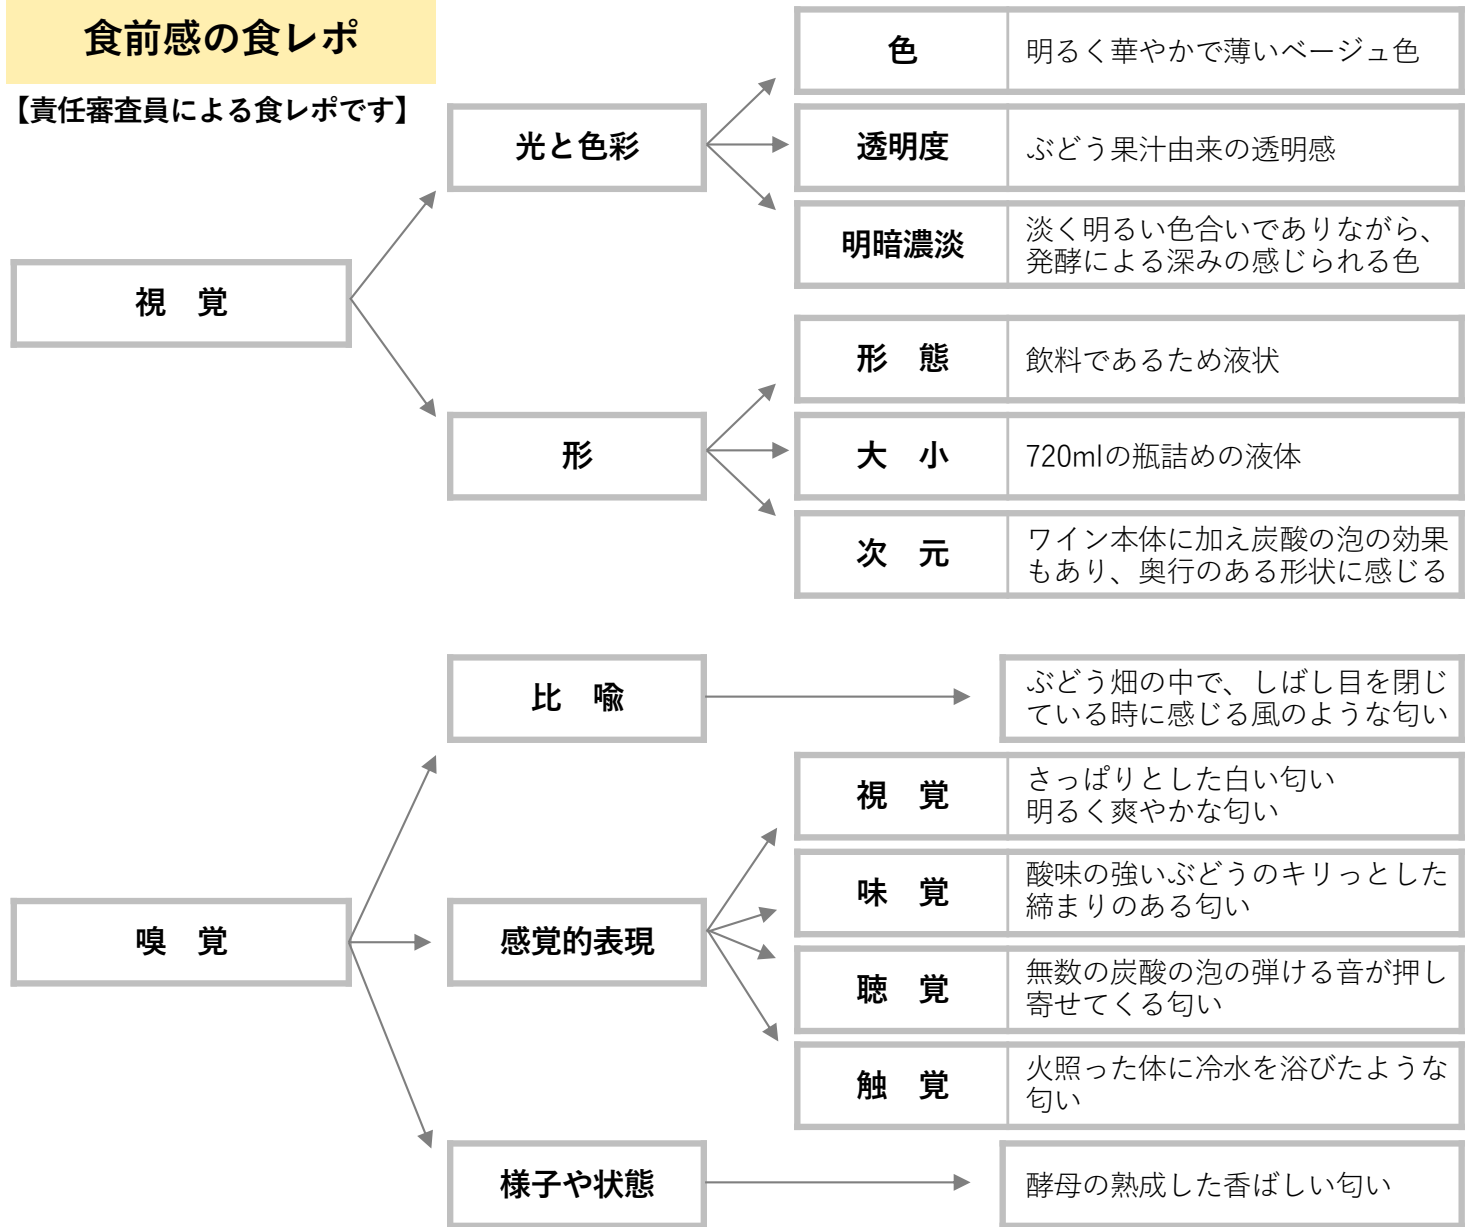 食前感の食レポ
【責任審査員による食レポです】
視　覚
光と色彩
色
明るく華やかで薄いベージュ色
透明度
ぶどう果汁由来の透明感
明暗濃淡
淡く明るい色合いでありながら、
発酵による深みの感じられる色
形
形　態
飲料であるため液状
大　小
720mlの瓶詰めの液体
次　元
ワイン本体に加え炭酸の泡の効果
もあり、奥行のある形状に感じる
嗅　覚
比　喩
ぶどう畑の中で、しばし目を閉じ
ている時に感じる風のような匂い
感覚的表現
視　覚
さっぱりとした白い匂い
明るく爽やかな匂い
味　覚
酸味の強いぶどうのキリっとした
締まりのある匂い
聴　覚
無数の炭酸の泡の弾ける音が押し
寄せてくる匂い
触　覚
火照った体に冷水を浴びたような
匂い
様子や状態
酵母の熟成した香ばしい匂い